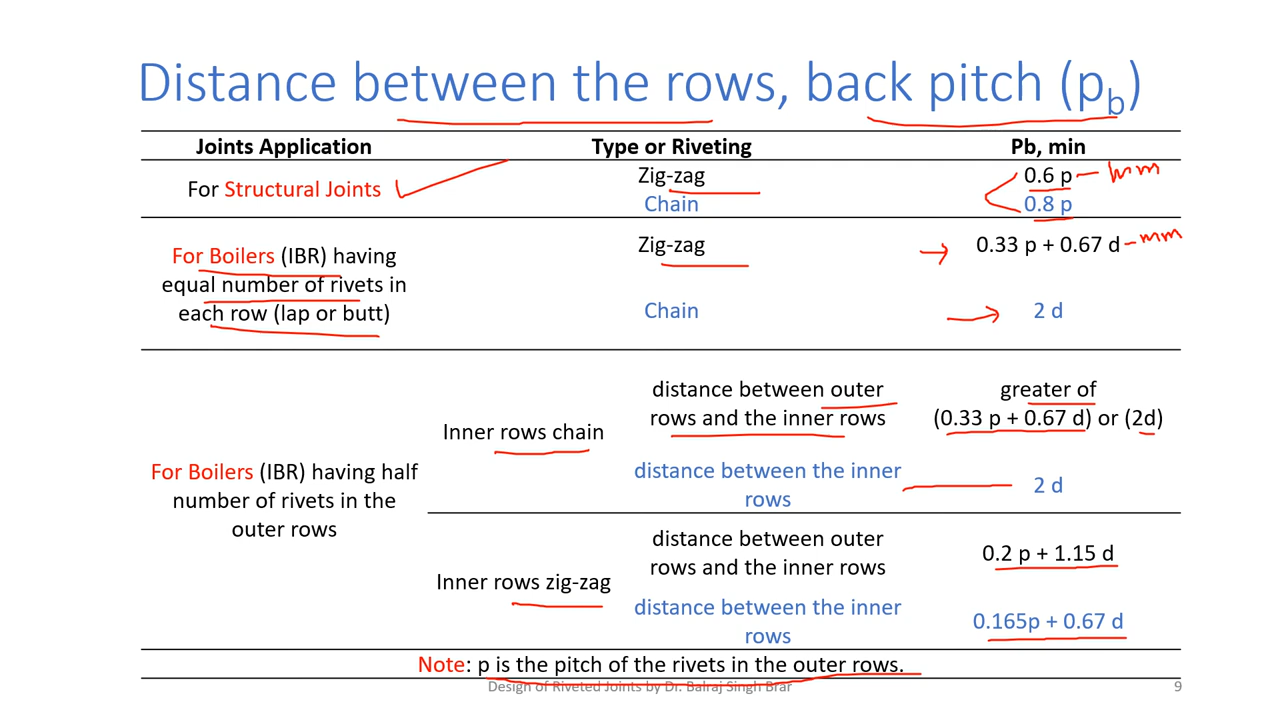 Distance between the rows, back pitch (pb)
Joints Application Type or Riveting Pb, min
For Structural Joints
Zig-zag 0.6 p – mm
Chain 0.8 p
For Boilers (IBR) having
equal number of rivets in
each row (lap or butt)
Zig-zag 0.33 p + 0.67 d – mm
Chain 2 d
For Boilers (IBR) having half
number of rivets in the
outer rows
Inner rows chain
distance between outer
rows and the inner rows
greater of
(0.33 p + 0.67 d) or (2d)
distance between the inner
rows
2 d
Inner rows zig-zag
distance between outer
rows and the inner rows
0.2 p + 1.15 d
distance between the inner
rows
0.165p + 0.67 d
Note: p is the pitch of the rivets in the outer rows.
Design of Riveted Joints by Dr. Balraj Singh Brar 9